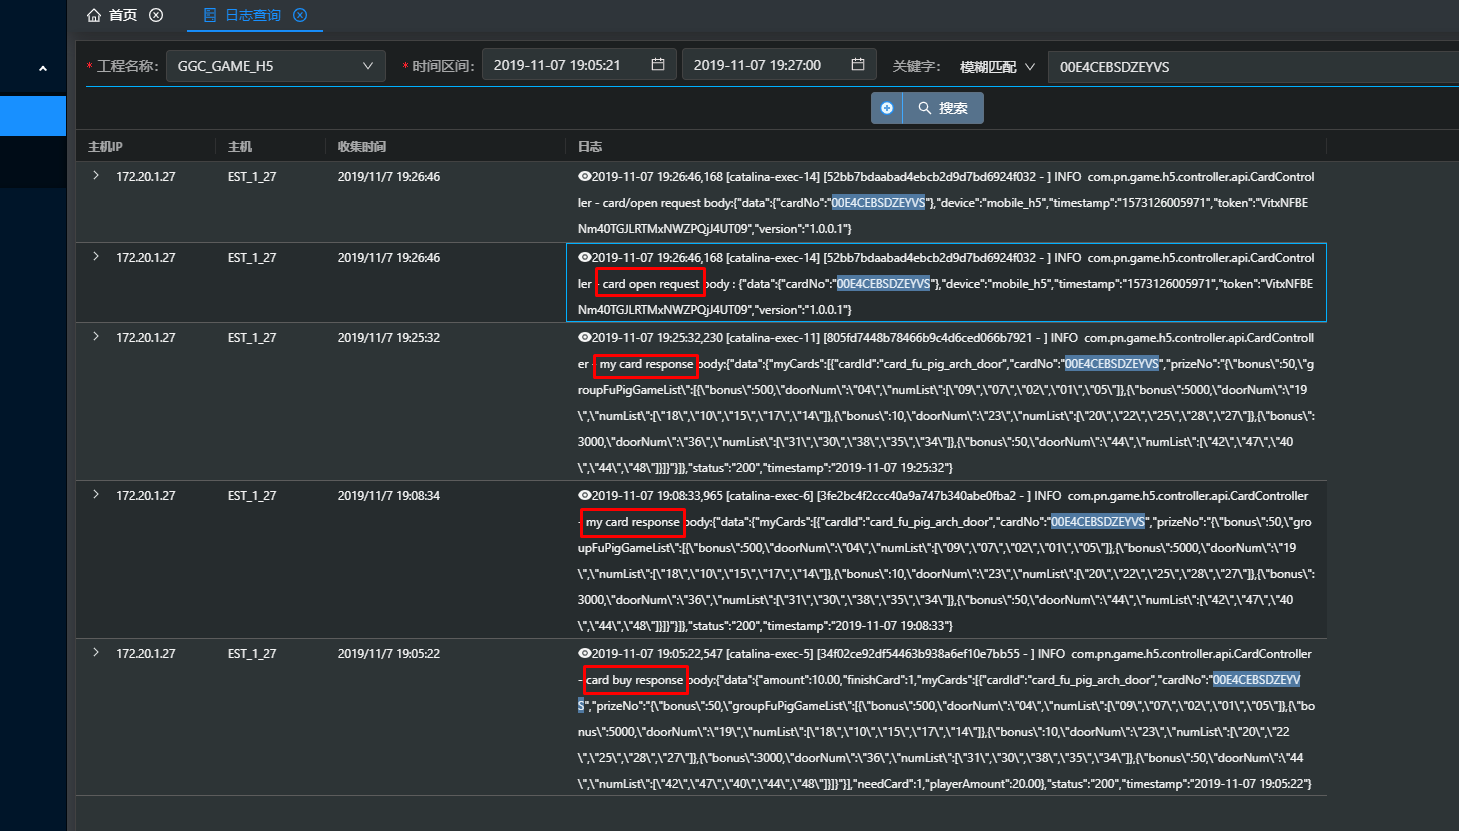 首页 日志查询
* 工程名称: GGC_GAME_H5 * 时间区间: 2019-11-07 19:05:21 2019-11-07 19:27:00 关键字: 模糊匹配 00E4CEBSDZEYVS
搜索
主机IP 主机 收集时间 日志
172.20.1.27 EST_1_27 2019/11/7 19:26:46 2019-11-07 19:26:46,168 [catalina-exec-14] [52bb7bdaabad4ebcb2d9d7bd6924f032 - ] INFO com.pn.game.h5.controller.api.CardControl
ler - card/open request body:{"data":{"cardNo":"00E4CEBSDZEYVS"},"device":"mobile_h5","timestamp":"1573126005971","token":"VitxNFBE
Nm40TGJLRTMxNWZPQjJ4UT09","version":"1.0.0.1"}
172.20.1.27 EST_1_27 2019/11/7 19:26:46 2019-11-07 19:26:46,168 [catalina-exec-14] [52bb7bdaabad4ebcb2d9d7bd6924f032 - ] INFO com.pn.game.h5.controller.api.CardControl
ler - card open request body : {"data":{"cardNo":"00E4CEBSDZEYVS"},"device":"mobile_h5","timestamp":"1573126005971","token":"VitxNFBE
Nm40TGJLRTMxNWZPQjJ4UT09","version":"1.0.0.1"}
172.20.1.27 EST_1_27 2019/11/7 19:25:32 2019-11-07 19:25:32,230 [catalina-exec-11] [805fd7448b78466b9c4d6ced066b7921 - ] INFO com.pn.game.h5.controller.api.CardControll
er - my card response body:{"data":{"myCards":[{"cardId":"card_fu_pig_arch_door","cardNo":"00E4CEBSDZEYVS","prizeNo":"{\"bonus\":50,\"g
roupFuPigGameList\":[{\"bonus\":500,\"doorNum\":\"04\",\"numList\":[\"09\",\"07\",\"02\",\"01\",\"05\"]},{\"bonus\":5000,\"doorNum\":\"19
\",\"numList\":[\"18\",\"10\",\"15\",\"17\",\"14\"]},{\"bonus\":10,\"doorNum\":\"23\",\"numList\":[\"20\",\"22\",\"25\",\"28\",\"27\"]},{\"bonus\":
3000,\"doorNum\":\"36\",\"numList\":[\"31\",\"30\",\"38\",\"35\",\"34\"]},{\"bonus\":50,\"doorNum\":\"44\",\"numList\":[\"42\",\"47\",\"40
\",\"44\",\"48\"]}]}"}]},"status":"200","timestamp":"2019-11-07 19:25:32"}
172.20.1.27 EST_1_27 2019/11/7 19:08:34 2019-11-07 19:08:33,965 [catalina-exec-6] [3fe2bc4f2ccc40a9a747b340abe0fba2 - ] INFO com.pn.game.h5.controller.api.CardController
- my card response body:{"data":{"myCards":[{"cardId":"card_fu_pig_arch_door","cardNo":"00E4CEBSDZEYVS","prizeNo":"{\"bonus\":50,\"gro
upFuPigGameList\":[{\"bonus\":500,\"doorNum\":\"04\",\"numList\":[\"09\",\"07\",\"02\",\"01\",\"05\"]},{\"bonus\":5000,\"doorNum\":\"19
\",\"numList\":[\"18\",\"10\",\"15\",\"17\",\"14\"]},{\"bonus\":10,\"doorNum\":\"23\",\"numList\":[\"20\",\"22\",\"25\",\"28\",\"27\"]},{\"bonus\":
3000,\"doorNum\":\"36\",\"numList\":[\"31\",\"30\",\"38\",\"35\",\"34\"]},{\"bonus\":50,\"doorNum\":\"44\",\"numList\":[\"42\",\"47\",\"40
\",\"44\",\"48\"]}]}"}]},"status":"200","timestamp":"2019-11-07 19:08:33"}
172.20.1.27 EST_1_27 2019/11/7 19:05:22 2019-11-07 19:05:22,547 [catalina-exec-5] [34f02ce92df54463b938a6ef10e7bb55 - ] INFO com.pn.game.h5.controller.api.CardController
- card buy response body:{"data":{"amount":10.00,"finishCard":1,"myCards":[{"cardId":"card_fu_pig_arch_door","cardNo":"00E4CEBSDZEYV
S","prizeNo":"{\"bonus\":50,\"groupFuPigGameList\":[{\"bonus\":500,\"doorNum\":\"04\",\"numList\":[\"09\",\"07\",\"02\",\"01\",\"05\"]},{\"bo
nus\":5000,\"doorNum\":\"19\",\"numList\":[\"18\",\"10\",\"15\",\"17\",\"14\"]},{\"bonus\":10,\"doorNum\":\"23\",\"numList\":[\"20\",\"22
\",\"25\",\"28\",\"27\"]},{\"bonus\":3000,\"doorNum\":\"36\",\"numList\":[\"31\",\"30\",\"38\",\"35\",\"34\"]},{\"bonus\":50,\"doorNum\":\"44
\",\"numList\":[\"42\",\"47\",\"40\",\"44\",\"48\"]}]}"}],"needCard":1,"playerAmount":20.00},"status":"200","timestamp":"2019-11-07 19:05:22"}